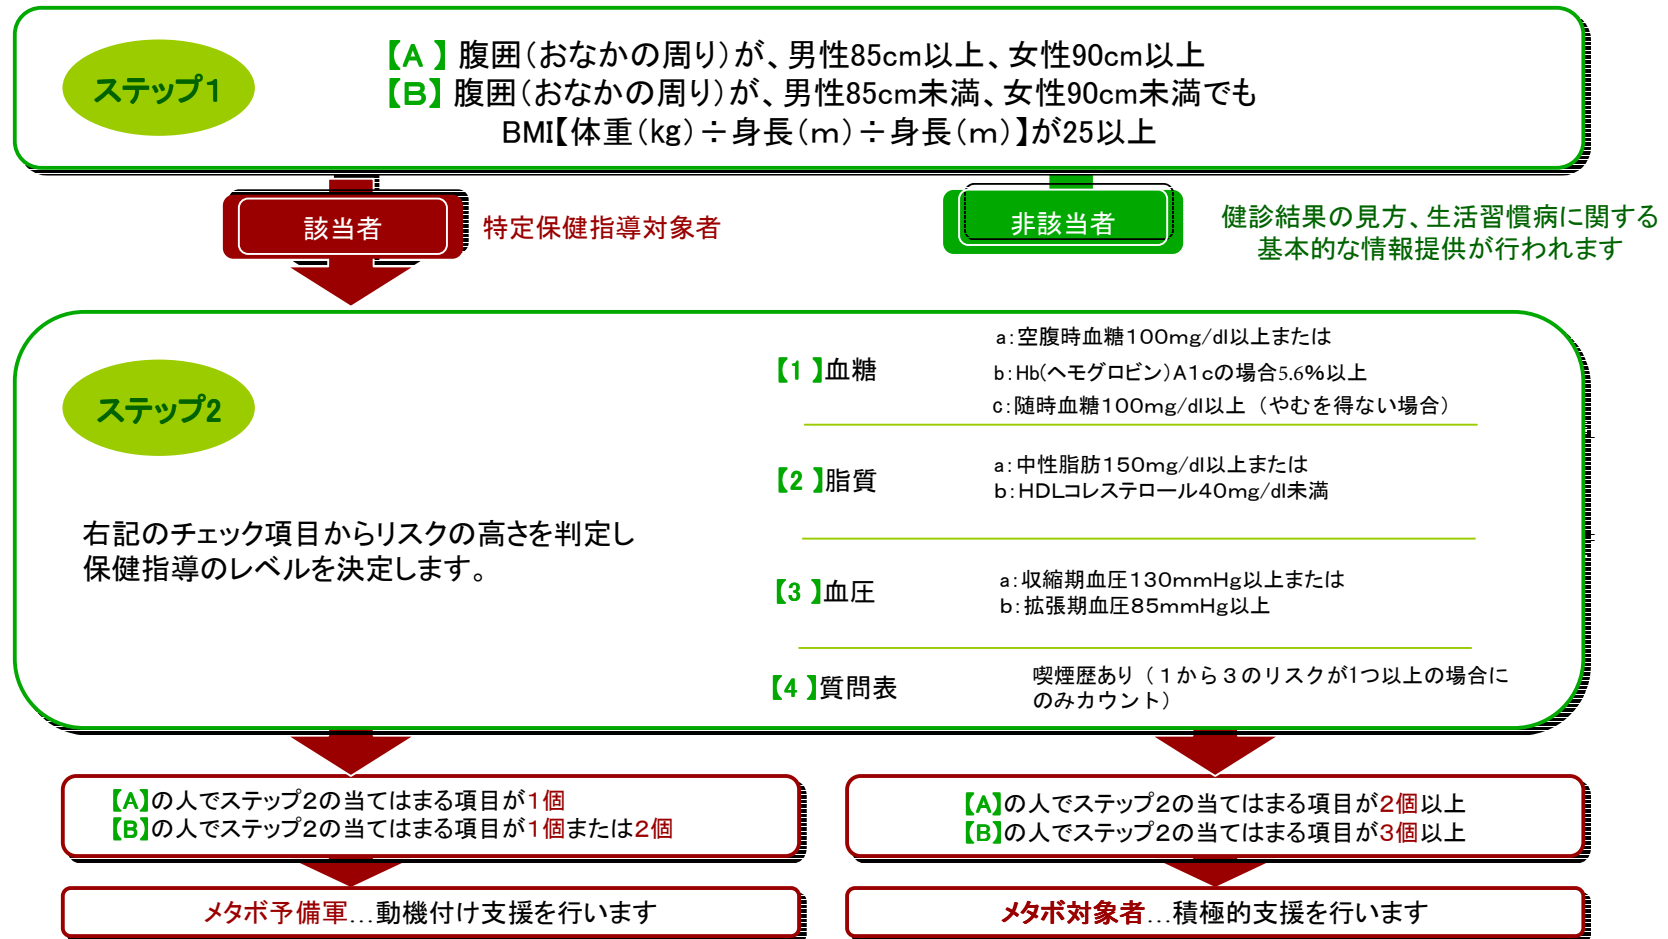 ステップ1
【A 】腹囲(おなかの周り)が、男性85cm以上、女性90cm以上
【B】腹囲(おなかの周り)が、男性85cm未満、女性90cm未満でも
BMI【体重(kg)÷身長(m)÷身長(m)】が25以上
該当者
特定保健指導対象者
非該当者
健診結果の見方、生活習慣病に関する
基本的な情報提供が行われます
ステップ2
右記のチェック項目からリスクの高さを判定し
保健指導のレベルを決定します。
【1 】血糖
a:空腹時血糖100mg/dl以上または
b:Hb(ヘモグロビン)A1cの場合5.6%以上
c:随時血糖100mg/dl以上(やむを得ない場合)
【2 】脂質
a:中性脂肪150mg/dl以上または
b:HDLコレステロール40mg/dl未満
【3 】血圧
a:収縮期血圧130mmHg以上または
b:拡張期血圧85mmHg以上
【4 】質問表
喫煙歴あり(1から3のリスクが1つ以上の場合に
のみカウント)
【A】の人でステップ2の当てはまる項目が1個
【B】の人でステップ2の当てはまる項目が1個または2個
【A】の人でステップ2の当てはまる項目が2個以上
【B】の人でステップ2の当てはまる項目が3個以上
メタボ予備軍…動機付け支援を行います
メタボ対象者…積極的支援を行います